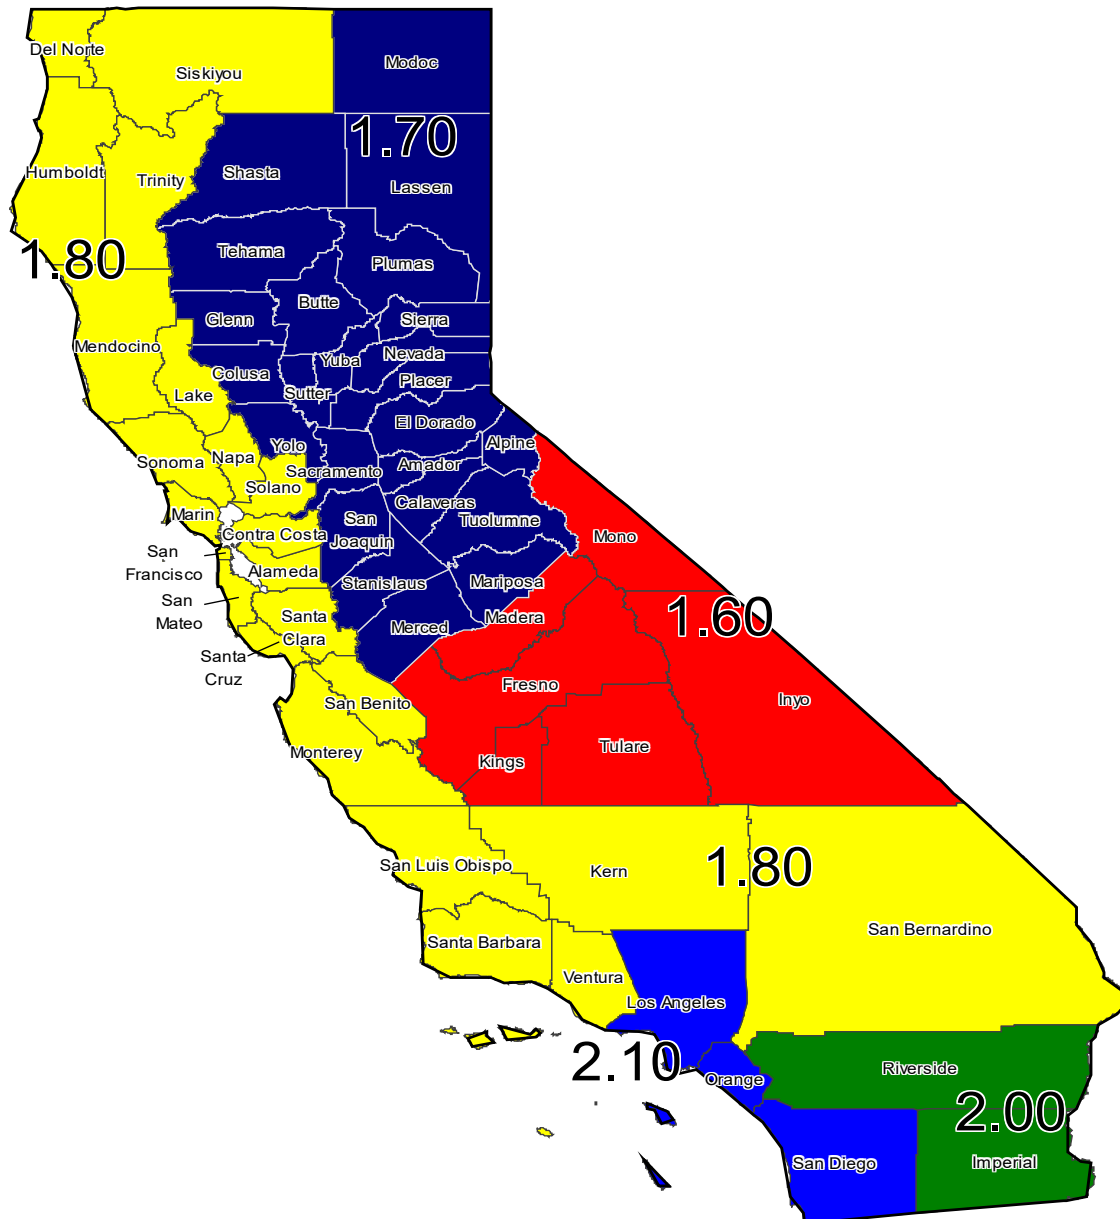 Del Norte
Siskiyou
Modoc
1.70
Humboldt
Trinity
Shasta
Lassen
1.80
Tehama
Plumas
Butte
Glenn
Sierra
Mendocino
Yuba
Nevada
Colusa
Placer
Sutter
Lake
El Dorado
Alpine
Yolo
Sonoma
Napa
Sacramento
Amador
Solano
Calaveras
Marin
San
Joaquin
Tuolumne
Contra Costa
Mono
San
Francisco
Alameda
Stanislaus
Mariposa
San
Mateo
Santa
Clara
Merced
Madera
1.60
Santa
Cruz
Fresno
San Benito
Inyo
Monterey
Tulare
Kings
San Luis Obispo
Kern
1.80
Santa Barbara
San Bernardino
Ventura
Los Angeles
2.10
Orange
Riverside
2.00
San Diego
Imperial